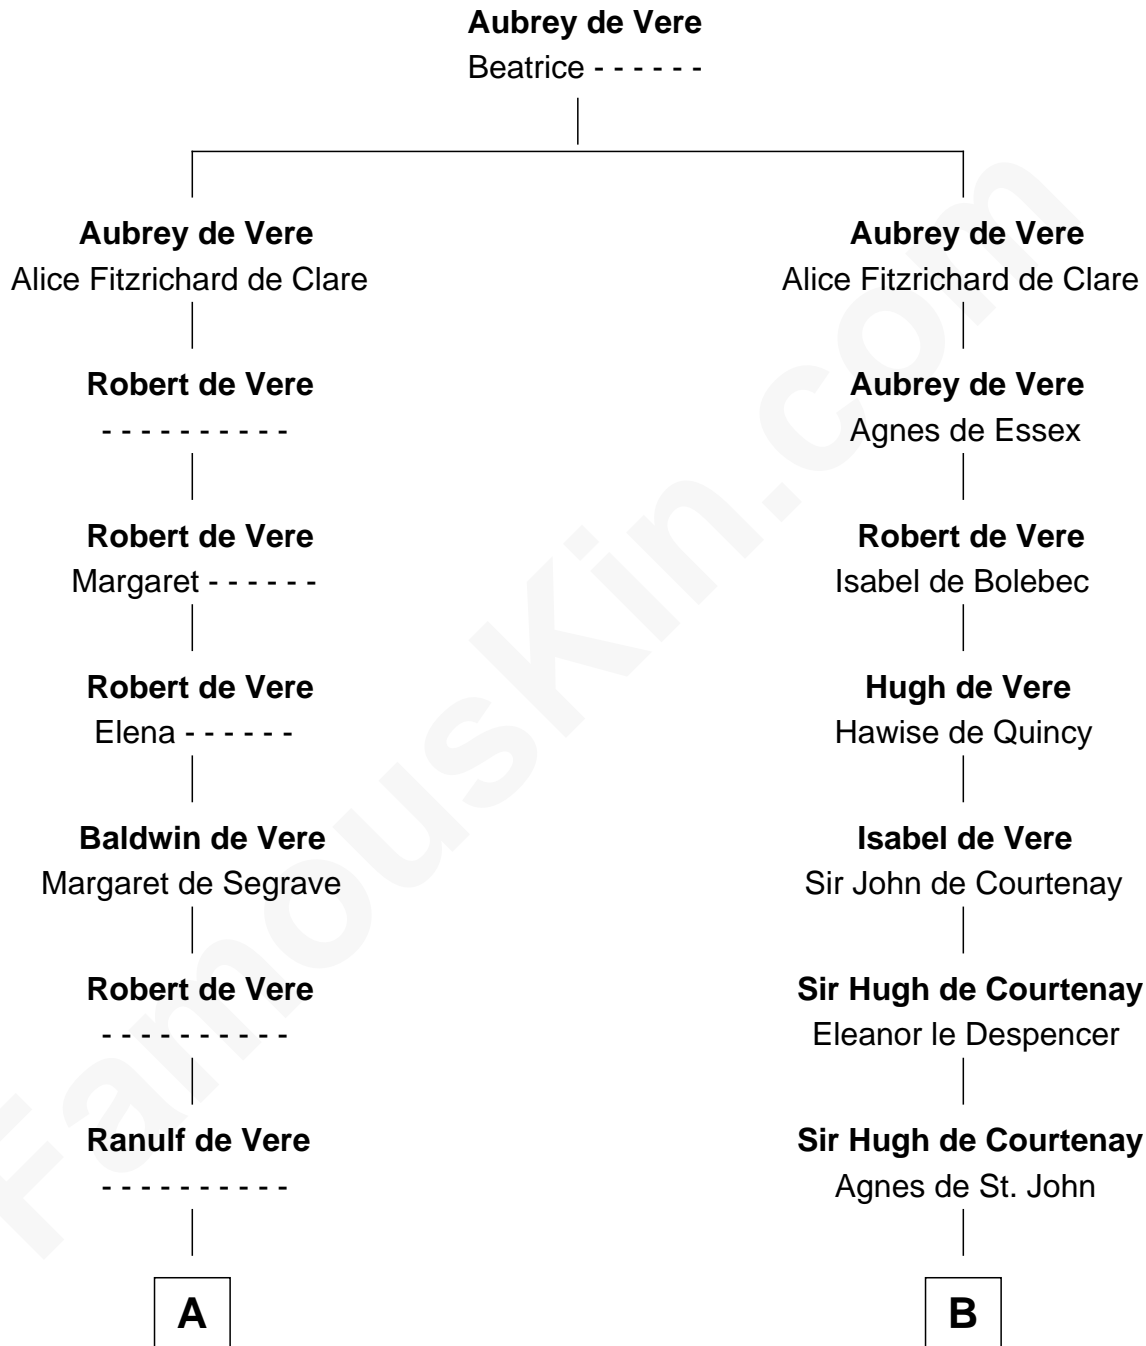 Aubrey de Vere
Beatrice - - - - - -
Aubrey de Vere
Alice Fitzrichard de Clare
Robert de Vere
- - - - - - - - - -
Robert de Vere
Margaret - - - - - -
Robert de Vere
Elena - - - - - -
Baldwin de Vere
Margaret de Segrave
Robert de Vere
- - - - - - - - - -
Ranulf de Vere
- - - - - - - - - -
A
Aubrey de Vere
Alice Fitzrichard de Clare
Aubrey de Vere
Agnes de Essex
Robert de Vere
Isabel de Bolebec
Hugh de Vere
Hawise de Quincy
Isabel de Vere
Sir John de Courtenay
Sir Hugh de Courtenay
Eleanor le Despencer
Sir Hugh de Courtenay
Agnes de St. John
B
FamousKin.com